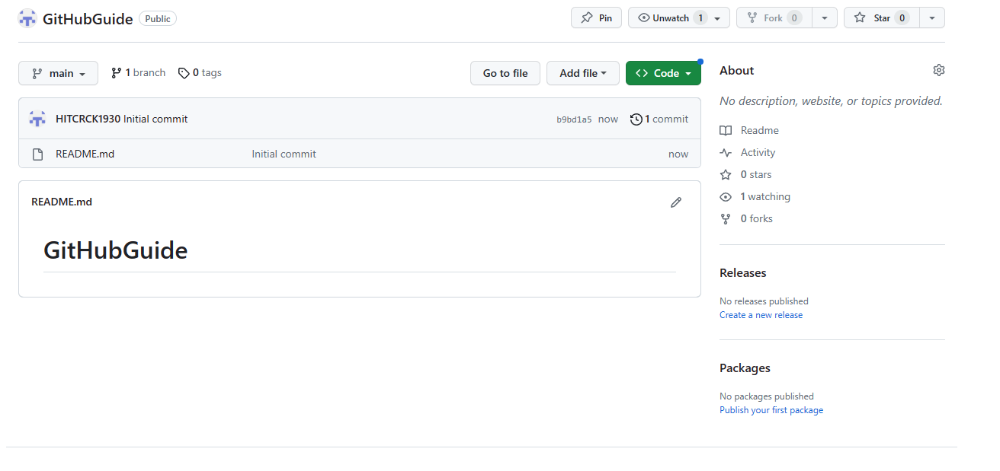 GitHubGuide Public Pin Unwatch 1 Fork 0 Star 0
main 1 branch 0 tags Go to file Add file <> Code
HITCRCK1930 Initial commit b9bd1a5 now 1 commit
README.md Initial commit now
README.md
GitHubGuide
About
No description, website, or topics provided.
Readme
Activity
0 stars
1 watching
0 forks
Releases
No releases published
Create a new release
Packages
No packages published
Publish your first package